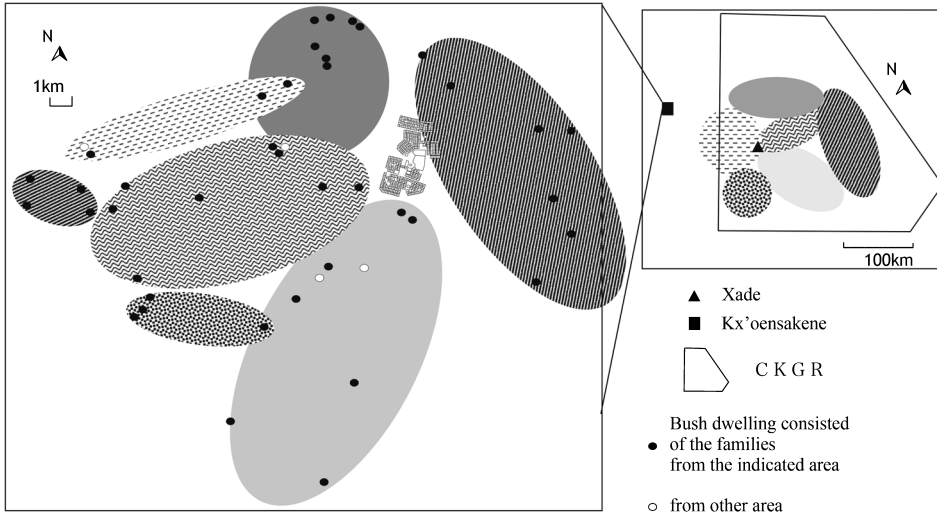 N
1km
N
100km
Xade
Kx'oensakene
C K G R
Bush dwelling consisted
of the families
from the indicated area
from other area